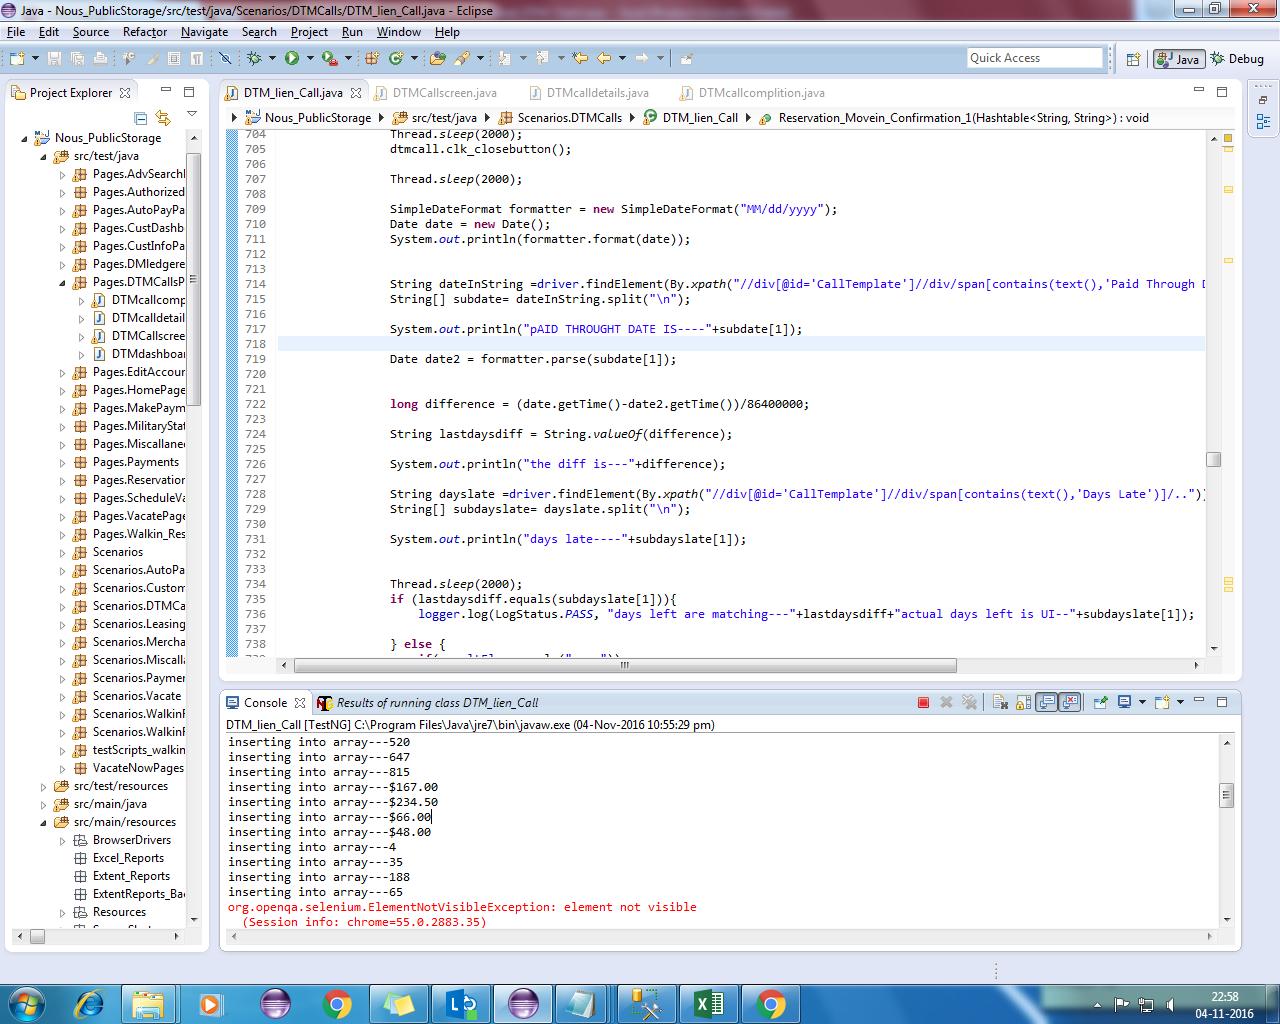 Java - Nous_PublicStorage/src/test/java/Scenarios/DTMCalls/DTM_lien_Call.java - Eclipse
File Edit Source Refactor Navigate Search Project Run Window Help
Quick Access
Java
Debug
Project Explorer
Nous_PublicStorage
src/test/java
Pages.AdvSearchl
Pages.Authorized
Pages.AutoPayPa
Pages.CustDashb
Pages.CustInfoPa
Pages.DMledgere
Pages.DTMCallsP
DTMcallcomp
DTMcalldetail
DTMCallscree
DTMdashboar
Pages.EditAccour
Pages.HomePage
Pages.MakePaym
Pages.MilitaryStat
Pages.Miscallane
Pages.Payments
Pages.Reservation
Pages.ScheduleVa
Pages.VacatePage
Pages.Walkin_Res
Scenarios
Scenarios.AutoPa
Scenarios.Custom
Scenarios.DTMCa
Scenarios.Leasing
Scenarios.Mercha
Scenarios.Miscall
Scenarios.Paymer
Scenarios.Vacate
Scenarios.WalkinF
Scenarios.WalkinF
testScripts_walkin
VacateNowPages
src/test/resources
src/main/java
src/main/resources
BrowserDrivers
Excel_Reports
Extent_Reports
ExtentReports_Ba
Resources
DTM_lien_Call.java DTMCallscreen.java DTMcalldetails.java DTMcallcomplition.java
Nous_PublicStorage src/test/java Scenarios.DTMCalls DTM_lien_Call Reservation_Movein_Confirmation_1(Hashtable<String, String>) : void
704 Thread.sleep(2000);
705 dtmcall.clk_closebutton();
706
707 Thread.sleep(2000);
708
709 SimpleDateFormat formatter = new SimpleDateFormat("MM/dd/yyyy");
710 Date date = new Date();
711 System.out.println(formatter.format(date));
712
713
714 String dateInString =driver.findElement(By.xpath("//div[@id='CallTemplate']//div/span[contains(text(),'Paid Through D
715 String[] subdate= dateInString.split("\n");
716
717 System.out.println("pAID THROUGHT DATE IS----"+subdate[1]);
718
719 Date date2 = formatter.parse(subdate[1]);
720
721
722 long difference = (date.getTime()-date2.getTime())/86400000;
723
724 String lastdaysdiff = String.valueOf(difference);
725
726 System.out.println("the diff is---"+difference);
727
728 String dayslate =driver.findElement(By.xpath("//div[@id='CallTemplate']//div/span[contains(text(),'Days Late')]/.."))
729 String[] subdayslate= dayslate.split("\n");
730
731 System.out.println("days late----"+subdayslate[1]);
732
733
734 Thread.sleep(2000);
735 if (lastdaysdiff.equals(subdayslate[1])){
736 logger.log(LogStatus.PASS, "days left are matching---"+lastdaysdiff+"actual days left is UI--"+subdayslate[1]);
737
738 } else {
Console Results of running class DTM_lien_Call
DTM_lien_Call [TestNG] C:\Program Files\Java\jre7\bin\javaw.exe (04-Nov-2016 10:55:29 pm)
inserting into array---520
inserting into array---647
inserting into array---815
inserting into array---$167.00
inserting into array---$234.50
inserting into array---$66.00
inserting into array---$48.00
inserting into array---4
inserting into array---35
inserting into array---188
inserting into array---65
org.openqa.selenium.ElementNotVisibleException: element not visible
(Session info: chrome=55.0.2883.35)
22:58
04-11-2016